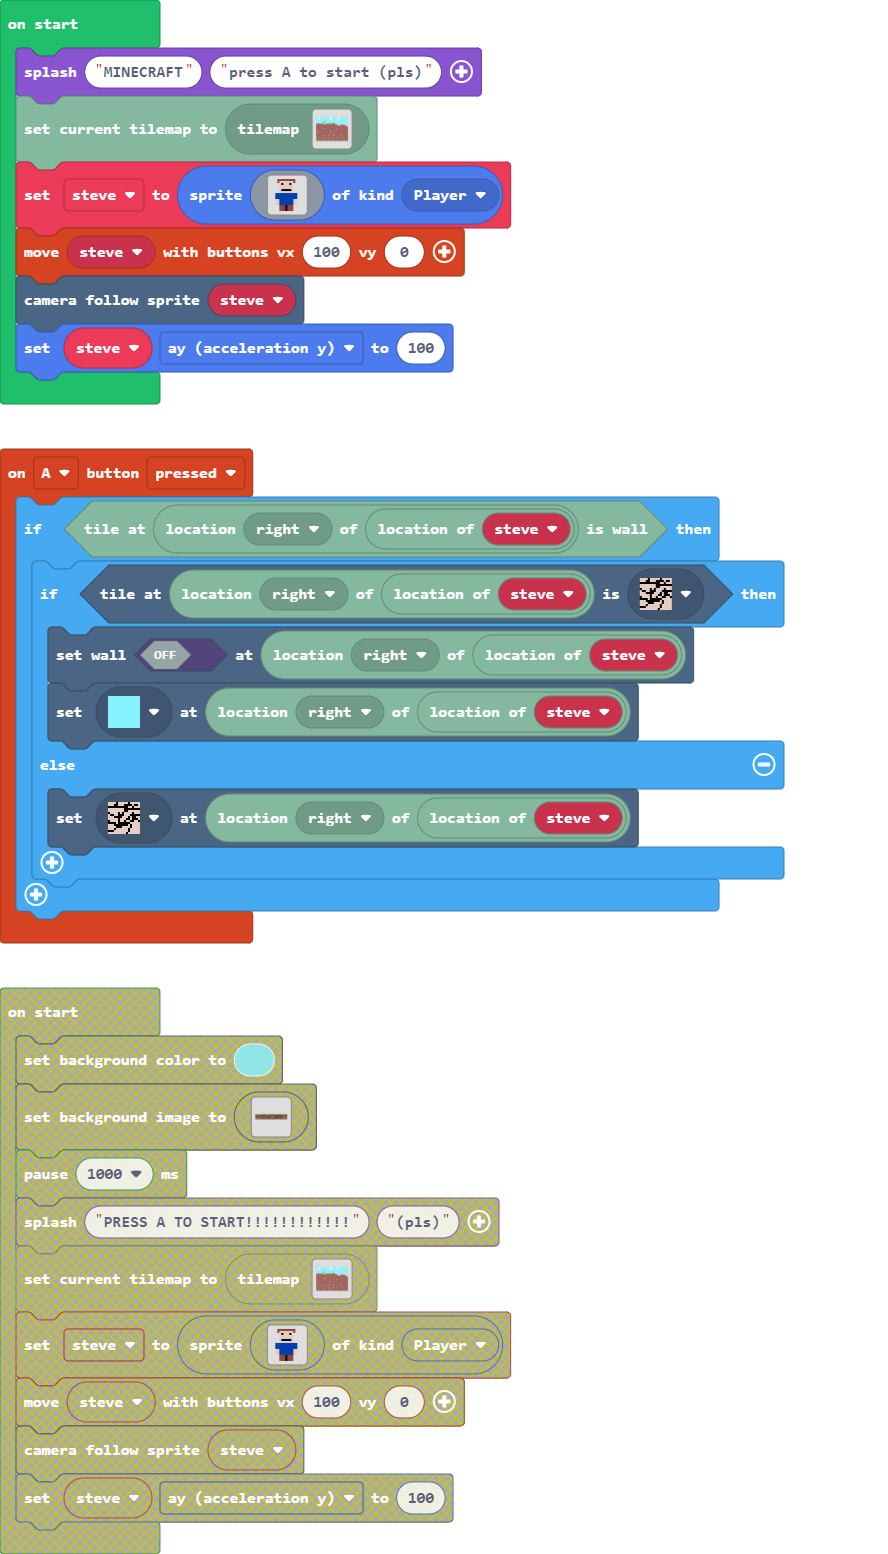 on start
splash "MINECRAFT" "press A to start (pls)"
set current tilemap to tilemap
set steve to sprite of kind Player
move steve with buttons vx 100 vy 0
camera follow sprite steve
set steve ay (acceleration y) to 100
on A button pressed
if tile at location right of location of steve is wall then
if tile at location right of location of steve is then
set wall OFF at location right of location of steve
set at location right of location of steve
else
set at location right of location of steve
on start
set background color to
set background image to
pause 1000 ms
splash "PRESS A TO START!!!!!!!!!!!!" "(pls)"
set current tilemap to tilemap
set steve to sprite of kind Player
move steve with buttons vx 100 vy 0
camera follow sprite steve
set steve ay (acceleration y) to 100